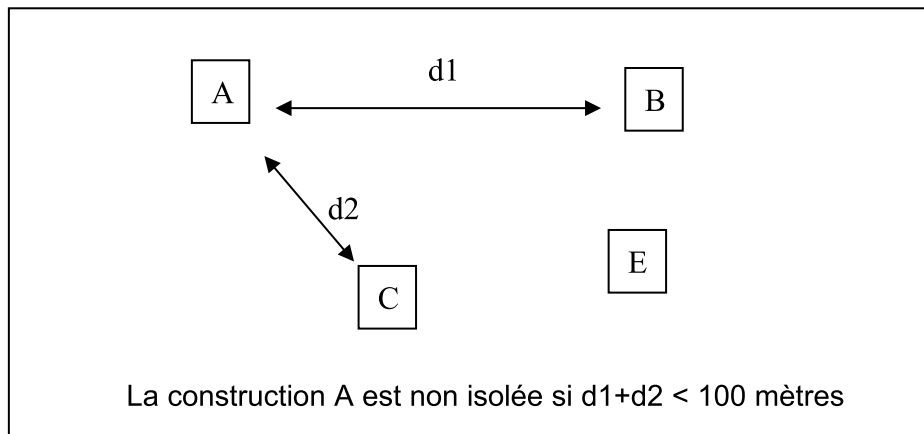 d1
A
B
d2
E
C
La construction A est non isolée si d1+d2 < 100 mètres